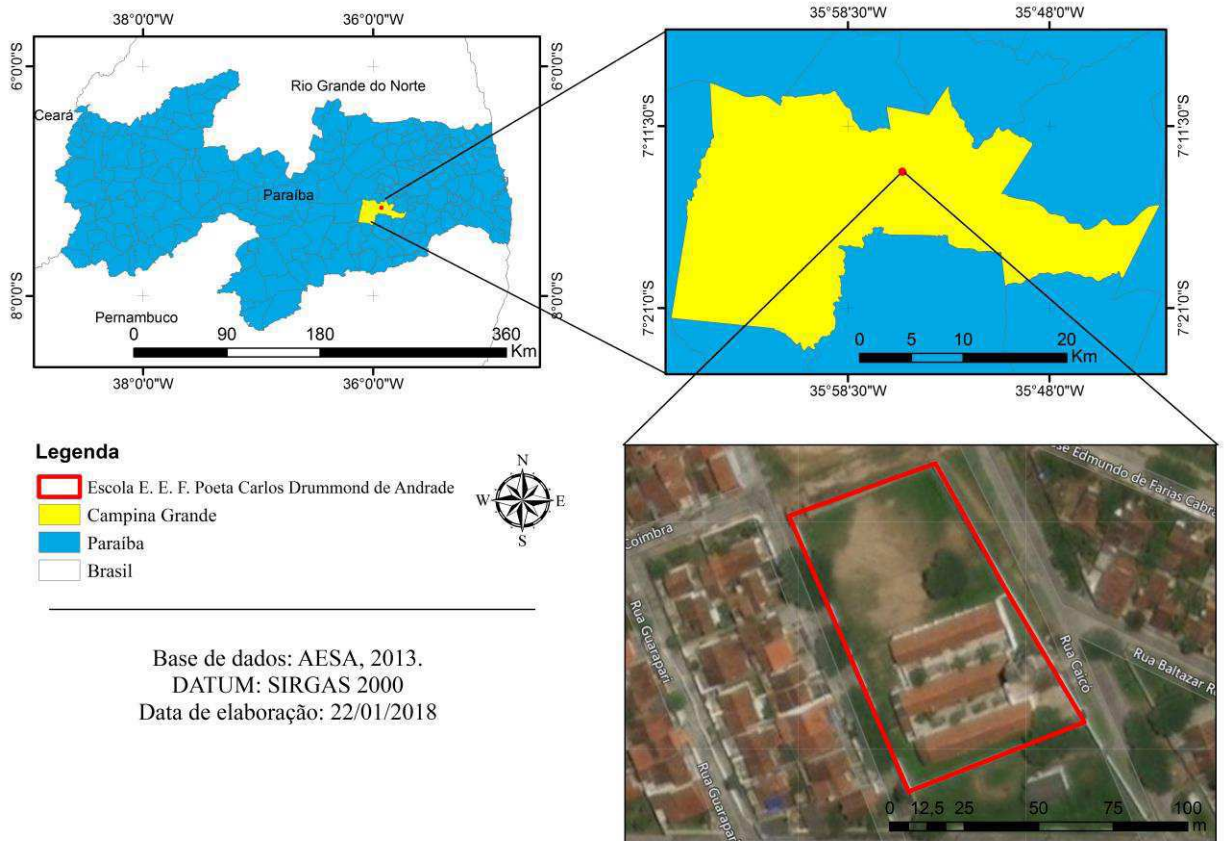 38°0'0"W
36°0'0"W
6°0'0"S
8°0'0"S
Ceará
Rio Grande do Norte
Paraíba
Pernambuco
0 90 180 360
Km
6°0'0"S
8°0'0"S
38°0'0"W
36°0'0"W
35°58'30"W
35°48'0"W
7°11'30"S
7°21'0"S
0 5 10 20
Km
7°11'30"S
7°21'0"S
35°58'30"W
35°48'0"W
Legenda
Escola E. E. F. Poeta Carlos Drummond de Andrade
Campina Grande
Paraíba
Brasil
N
W E
S
Base de dados: AESA, 2013.
DATUM: SIRGAS 2000
Data de elaboração: 22/01/2018
Edmundo de Farias Cabra
Coimbra
Rua Guarapari
Rua Caicó
Rua Baltazar
Rua Guarapari
0 12,5 25 50 75 100
m